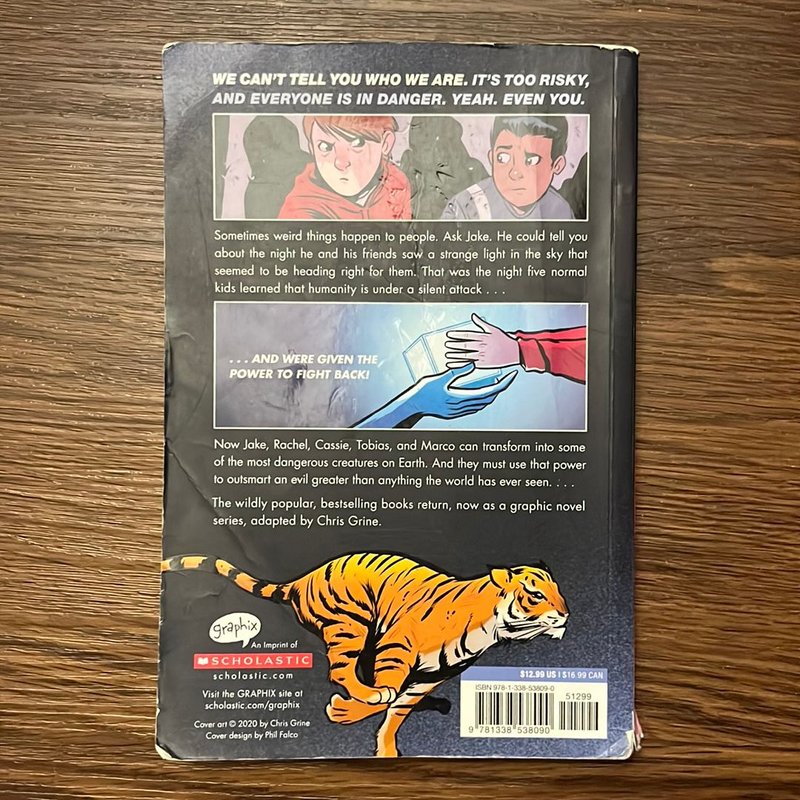 WE CAN'T TELL YOU WHO WE ARE. IT'S TOO RISKY,
AND EVERYONE IS IN DANGER. YEAH. EVEN YOU.
Sometimes weird things happen to people. Ask Jake. He could tell you
about the night he and his friends saw a strange light in the sky that
seemed to be heading right for them. That was the night five normal
kids learned that humanity is under a silent attack . . .
. . . AND WERE GIVEN THE
POWER TO FIGHT BACK!
Now Jake, Rachel, Cassie, Tobias, and Marco can transform into some
of the most dangerous creatures on Earth. And they must use that power
to outsmart an evil greater than anything the world has ever seen. . . .
The wildly popular, bestselling books return, now as a graphic novel
series, adapted by Chris Grine.
graphix
An Imprint of
SCHOLASTIC
scholastic.com
Visit the GRAPHIX site at
scholastic.com/graphix
Cover art © 2020 by Chris Grine
Cover design by Phil Falco
$12.99 US | $16.99 CAN
ISBN 978-1-338-53809-0
51299
9 781338 538090